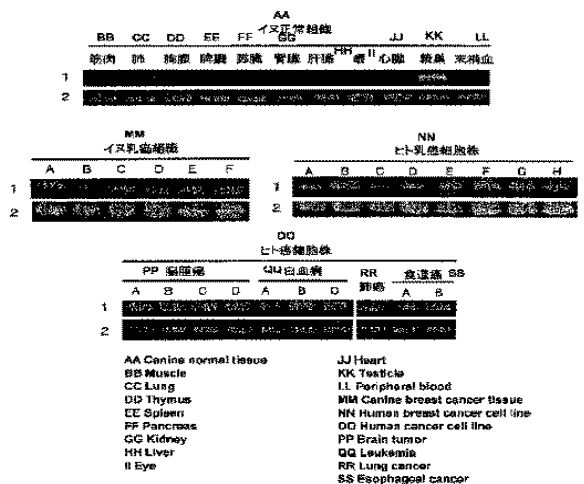 AA
イヌ正常組織
BB CC DD EE FF GG HH II JJ KK LL
筋肉 肺 胸腺 脾臓 膵臓 腎臓 肝臓 眼 心臓 精巣 末梢血
1
2
MM
イヌ乳癌組織
A B C D E F
1
2
NN
ヒト乳癌細胞株
A B C D E F G H
1
2
OO
ヒト癌細胞株
PP 脳腫瘍 QQ 白血病 RR 肺癌 食道癌 SS
A B C D A B D A B
1
2
AA Canine normal tissue
BB Muscle
CC Lung
DD Thymus
EE Spleen
FF Pancreas
GG Kidney
HH Liver
II Eye
JJ Heart
KK Testicle
LL Peripheral blood
MM Canine breast cancer tissue
NN Human breast cancer cell line
OO Human cancer cell line
PP Brain tumor
QQ Leukemia
RR Lung cancer
SS Esophageal cancer